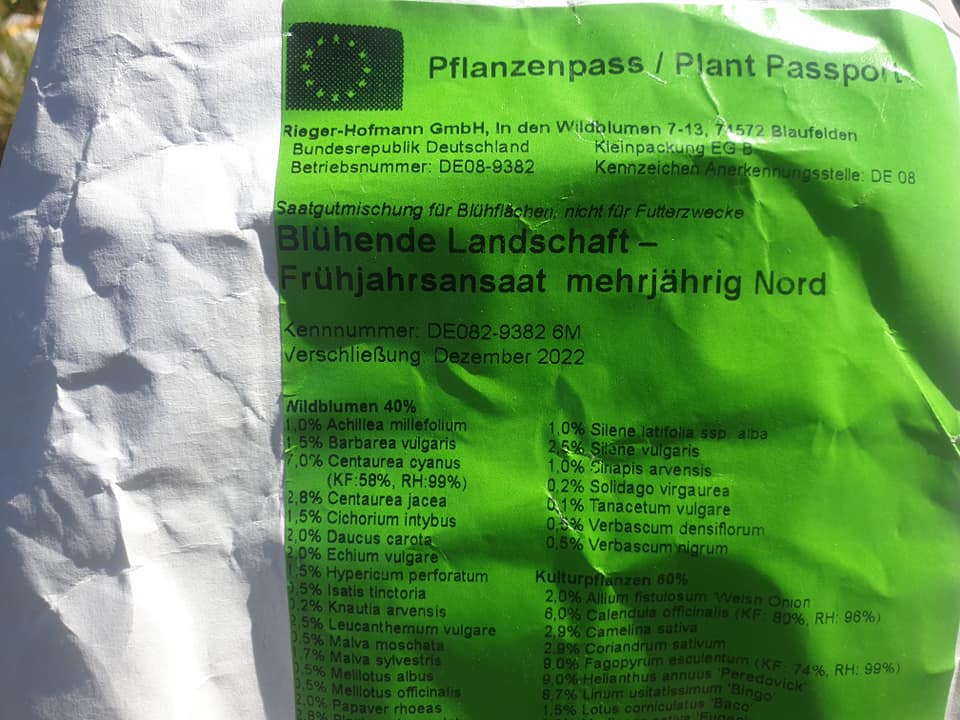 Pflanzenpass / Plant Passport
Rieger-Hofmann GmbH, In den Wildblumen 7-13, 74572 Blaufelden
Bundesrepublik Deutschland
Kleinpackung EG B
Betriebsnummer: DE08-9382
Kennzeichen Anerkennungsstelle: DE 08
Saatgutmischung für Blühflächen, nicht für Futterzwecke
Blühende Landschaft –
Frühjahrsansaat mehrjährig Nord
Kennnummer: DE082-9382 6M
Verschließung: Dezember 2022
Wildblumen 40%
1,0% Achillea millefolium
1,5% Barbarea vulgaris
7,0% Centaurea cyanus
(KF:58%, RH:99%)
2,8% Centaurea jacea
1,5% Cichorium intybus
2,0% Daucus carota
2,0% Echium vulgare
1,5% Hypericum perforatum
0,5% Isatis tinctoria
0,2% Knautia arvensis
2,5% Leucanthemum vulgare
0,5% Malva moschata
1,7% Malva sylvestris
0,5% Melilotus albus
0,5% Melilotus officinalis
2,0% Papaver rhoeas
1,0% Silene latifolia ssp. alba
2,5% Silene vulgaris
1,0% Sinapis arvensis
0,2% Solidago virgaurea
0,1% Tanacetum vulgare
Verbascum densiflorum
0,5% Verbascum nigrum
Kulturpflanzen 60%
2,0% Allium fistulosum 'Welsh Onion
6,0% Calendula officinalis (KF: 80%, RH: 96%)
2,9% Camelina sativa
2,9% Coriandrum sativum
9,0% Fagopyrum esculentum (KF: 74%, RH: 99%)
9,0% Helianthus annuus 'Peredovick'
6,7% Linum usitatissimum 'Bingo'
1,5% Lotus corniculatus 'Baco'